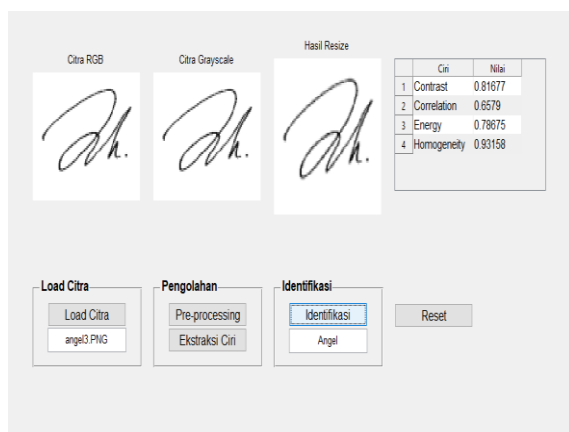 Citra RGB
Citra Grayscale
Hasil Resize
Ciri Nilai
1 Contrast 0.81677
2 Correlation 0.6579
3 Energy 0.78675
4 Homogeneity 0.93158
Load Citra
Load Citra
angel3.PNG
Pengolahan
Pre-processing
Ekstraksi Ciri
Identifikasi
Identifikasi
Angel
Reset